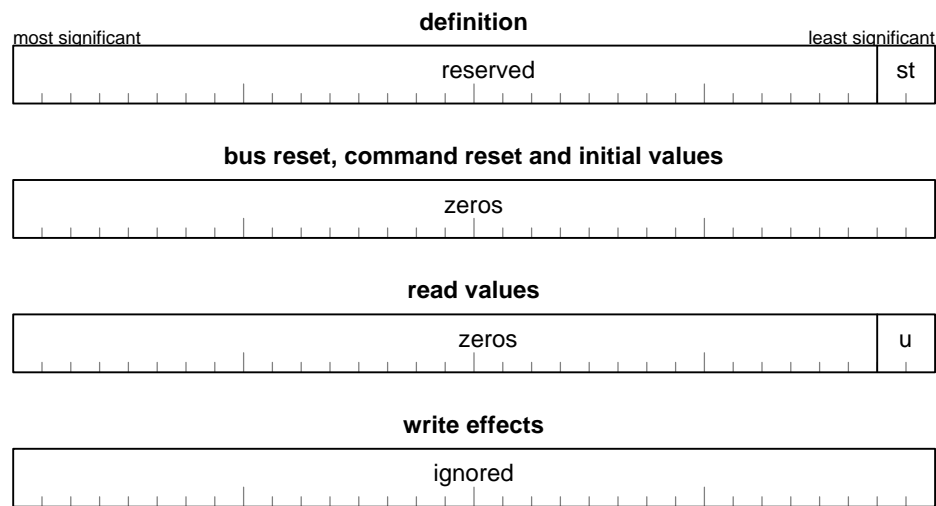 definition
most significant least significant
reserved st
bus reset, command reset and initial values
zeros
read values
zeros u
write effects
ignored